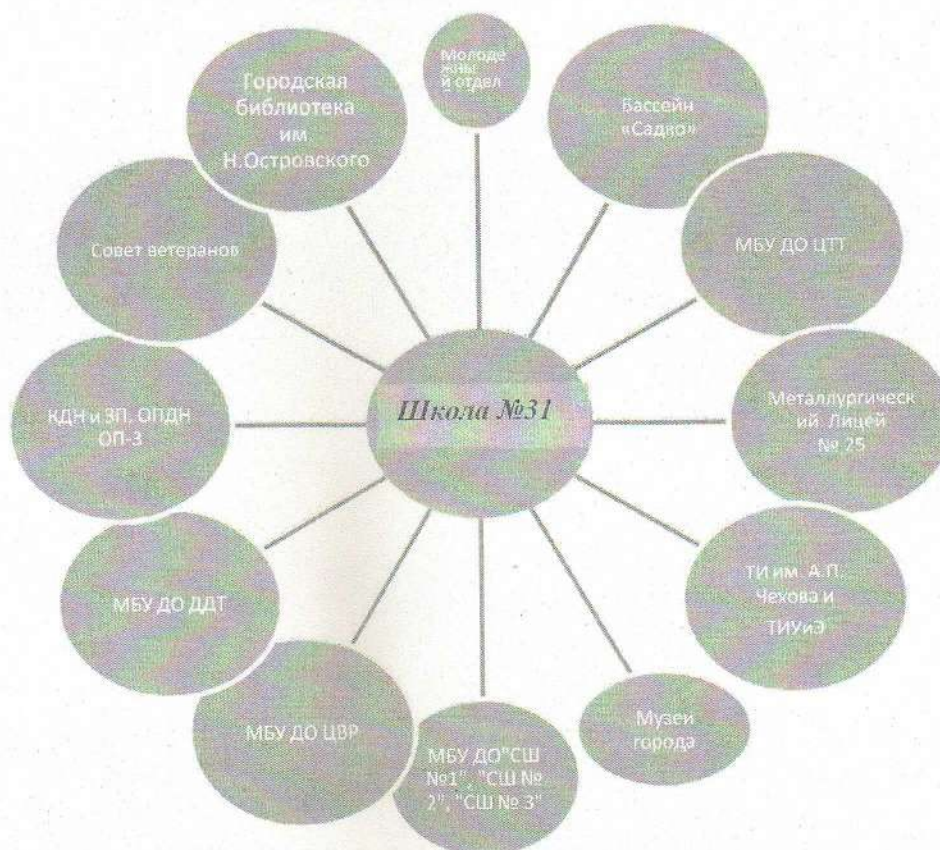 Молоде
жны
й отдел
Бассейн
«Садко»
МБУ ДО ЦТТ
Металлургическ
ий Лицей
№ 25
ТИ им. А.П.
Чехова и
ТИУиЭ
Музеи
города
МБУ ДО"СШ
№1", "СШ №
2", "СШ № 3"
МБУ ДО ЦВР
МБУ ДО ДДТ
КДН и ЗП, ОПДН
ОП-3
Совет ветеранов
Городская
библиотека
им
Н.Островского
Школа №31